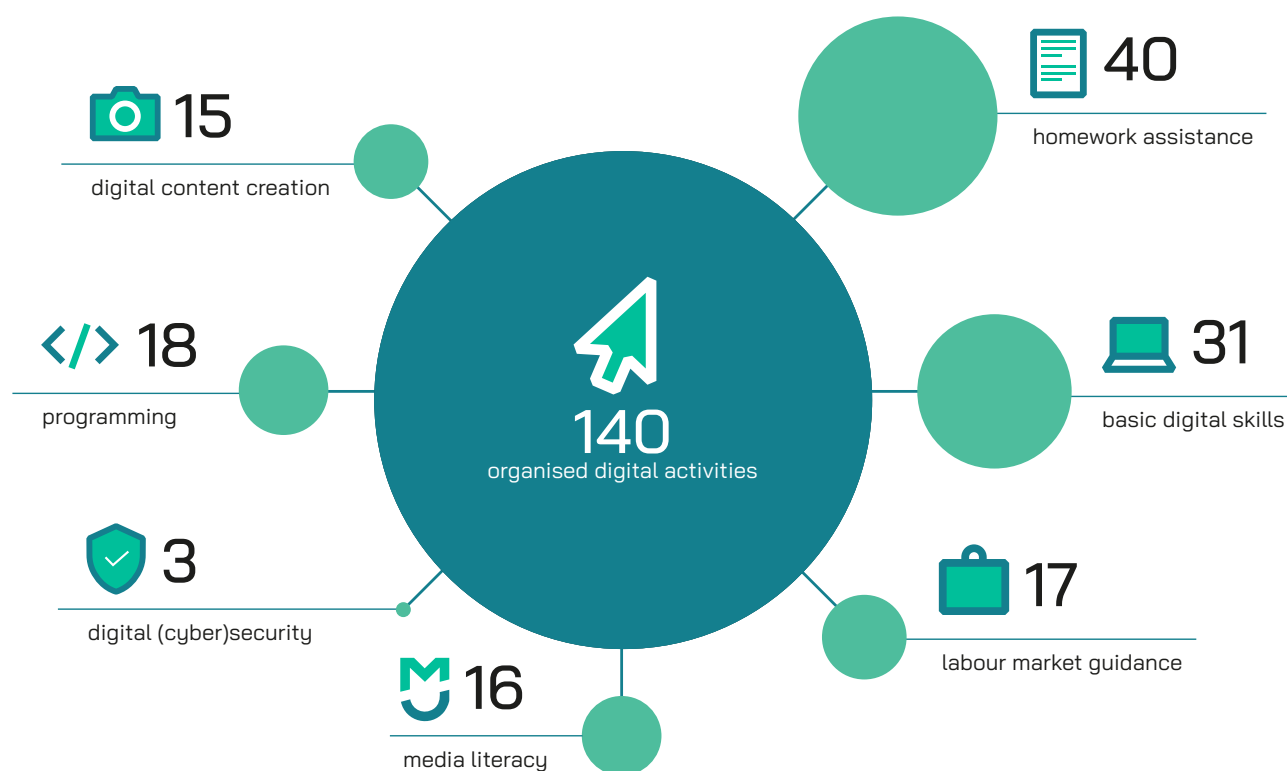 40
homework assistance
15
digital content creation
18
programming
31
basic digital skills
140
organised digital activities
3
digital (cyber)security
17
labour market guidance
16
media literacy